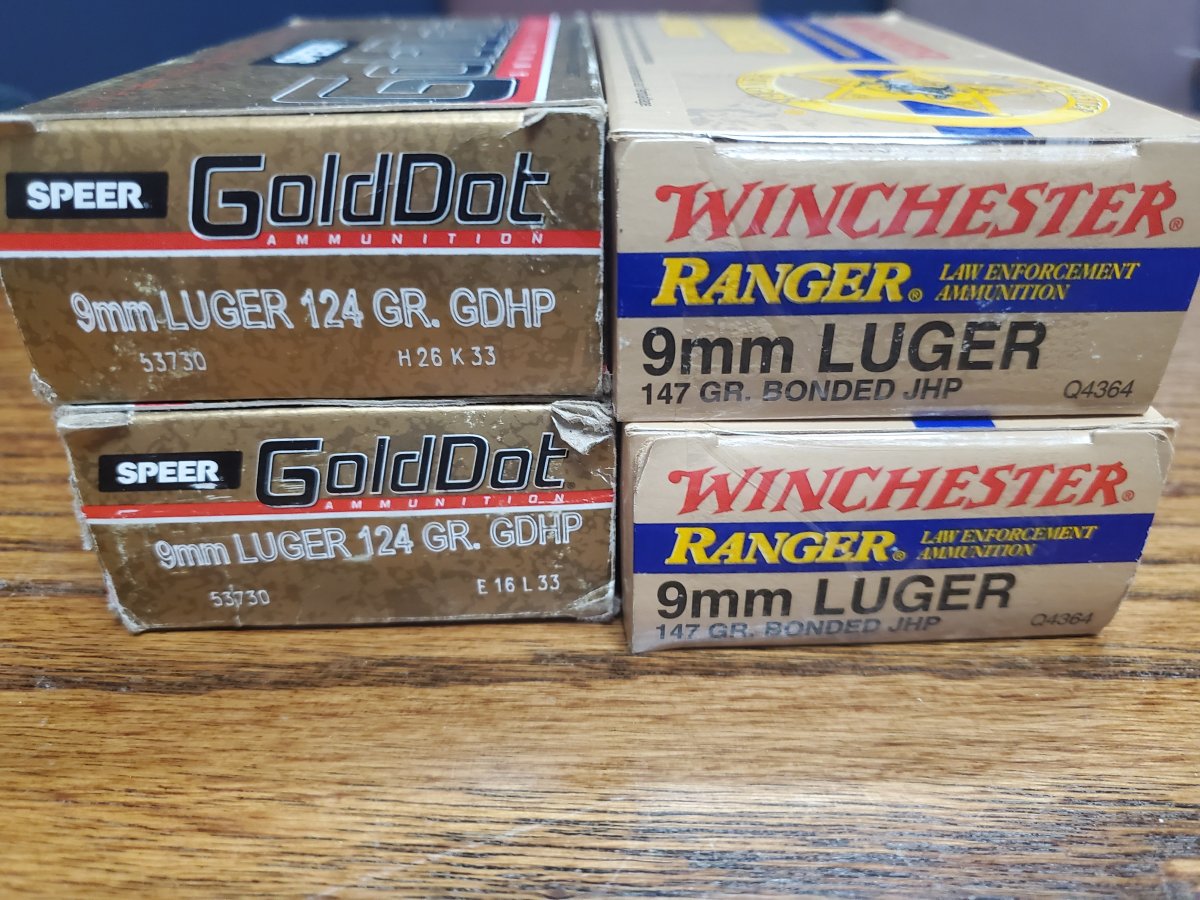 SPEER
GoldDot
AMMUNITION
9mm LUGER 124 GR. GDHP
53730 H26 K33
SPEER
GoldDot
AMMUNITION
9mm LUGER 124 GR. GDHP
53730 E16 L33
WINCHESTER®
RANGER® LAW ENFORCEMENT
AMMUNITION
9mm LUGER
147 GR. BONDED JHP Q4364
WINCHESTER®
RANGER® LAW ENFORCEMENT
AMMUNITION
9mm LUGER
147 GR. BONDED JHP Q4364